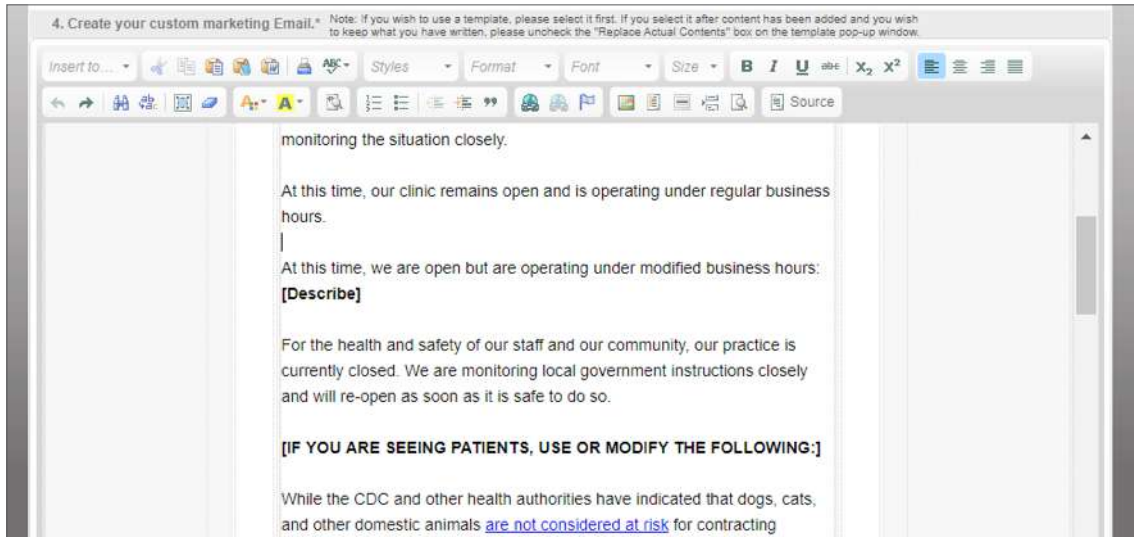 4. Create your custom marketing Email.*
Note: If you wish to use a template, please select it first. If you select it after content has been added and you wish
to keep what you have written, please uncheck the "Replace Actual Contents" box on the template pop-up window.
Insert to.... Styles Format Font Size B I U abc X₂ X²
Source
monitoring the situation closely.
At this time, our clinic remains open and is operating under regular business
hours.
At this time, we are open but are operating under modified business hours:
[Describe]
For the health and safety of our staff and our community, our practice is
currently closed. We are monitoring local government instructions closely
and will re-open as soon as it is safe to do so.
[IF YOU ARE SEEING PATIENTS, USE OR MODIFY THE FOLLOWING:]
While the CDC and other health authorities have indicated that dogs, cats,
and other domestic animals are not considered at risk for contracting